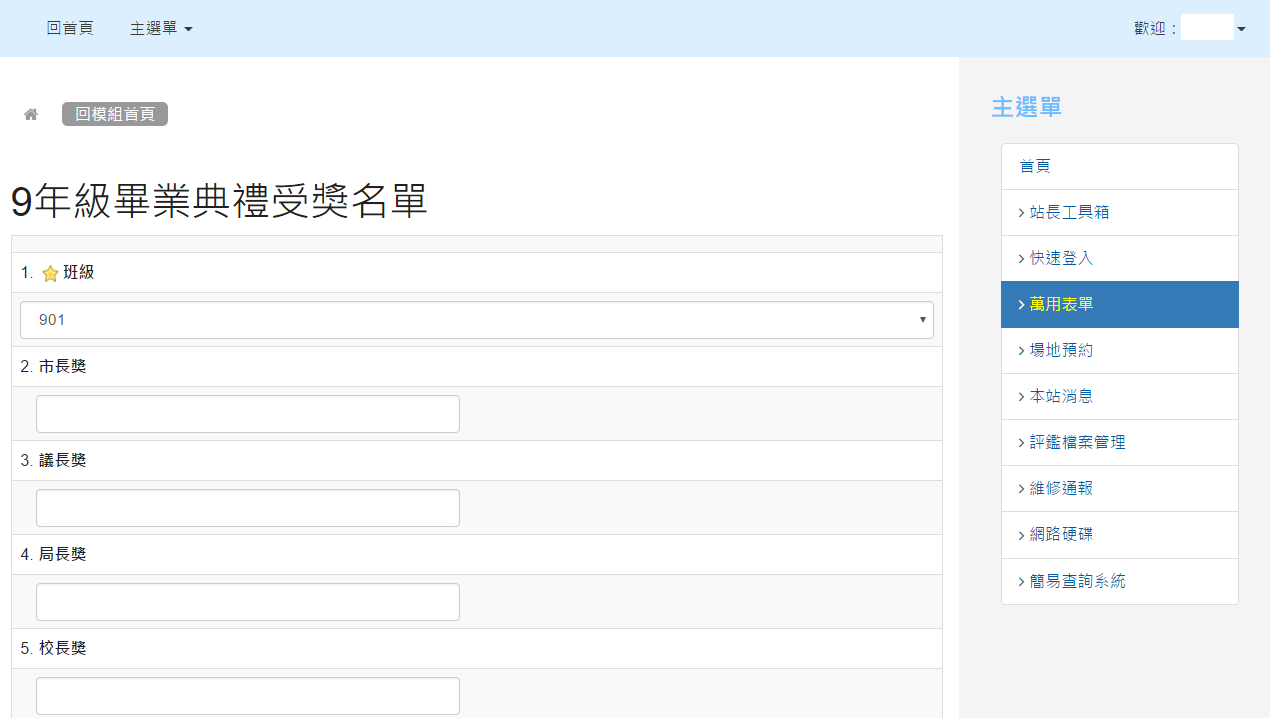 回首頁 主選單 歡迎：
回模組首頁
9年級畢業典禮受獎名單
1. 班級
901
2. 市長獎
3. 議長獎
4. 局長獎
5. 校長獎
主選單
首頁
站長工具箱
快速登入
萬用表單
場地預約
本站消息
評鑑檔案管理
維修通報
網路硬碟
簡易查詢系統